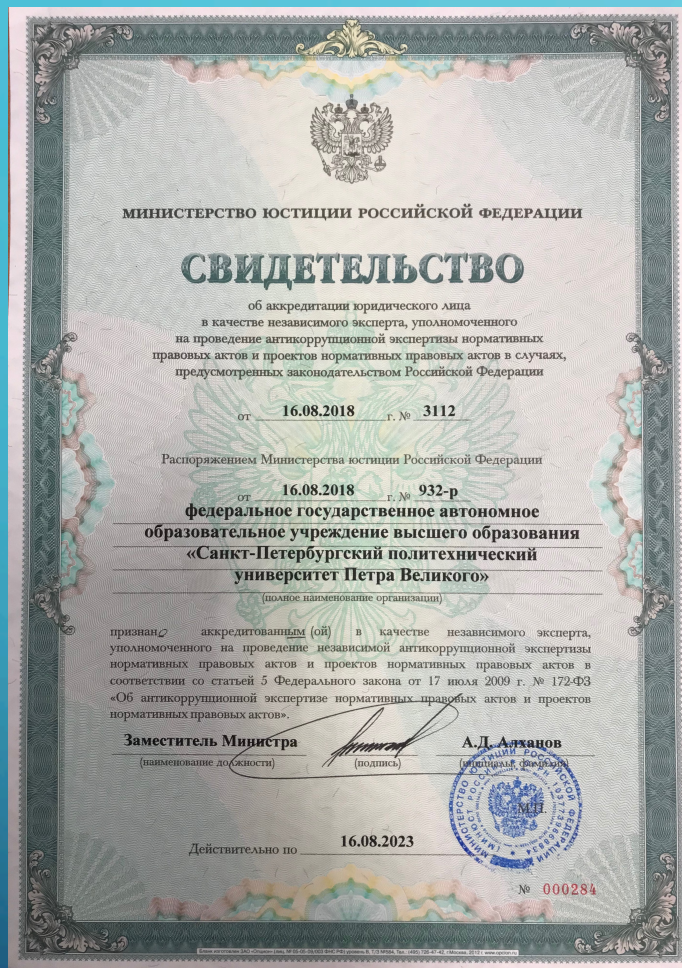 МИНИСТЕРСТВО ЮСТИЦИИ РОССИЙСКОЙ ФЕДЕРАЦИИ
СВИДЕТЕЛЬСТВО
об аккредитации юридического лица
в качестве независимого эксперта, уполномоченного
на проведение антикоррупционной экспертизы нормативных
правовых актов и проектов нормативных правовых актов в случаях,
предусмотренных законодательством Российской Федерации
от 16.08.2018 г. № 3112
Распоряжением Министерства юстиции Российской Федерации
от 16.08.2018 г. № 932-р
федеральное государственное автономное
образовательное учреждение высшего образования
«Санкт-Петербургский политехнический
университет Петра Великого»
(полное наименование организации)
признано аккредитованным (ой) в качестве независимого эксперта,
уполномоченного на проведение независимой антикоррупционной экспертизы
нормативных правовых актов и проектов нормативных правовых актов в
соответствии со статьей 5 Федерального закона от 17 июля 2009 г. № 172-ФЗ
«Об антикоррупционной экспертизе нормативных правовых актов и проектов
нормативных правовых актов».
Заместитель Министра А.Д. Алханов
(наименование должности) (подпись) (инициалы, фамилия)
МИНИСТЕРСТВО ЮСТИЦИИ РОССИЙСКОЙ ФЕДЕРАЦИИ
М.П.
Действительно по 16.08.2023
№ 000284